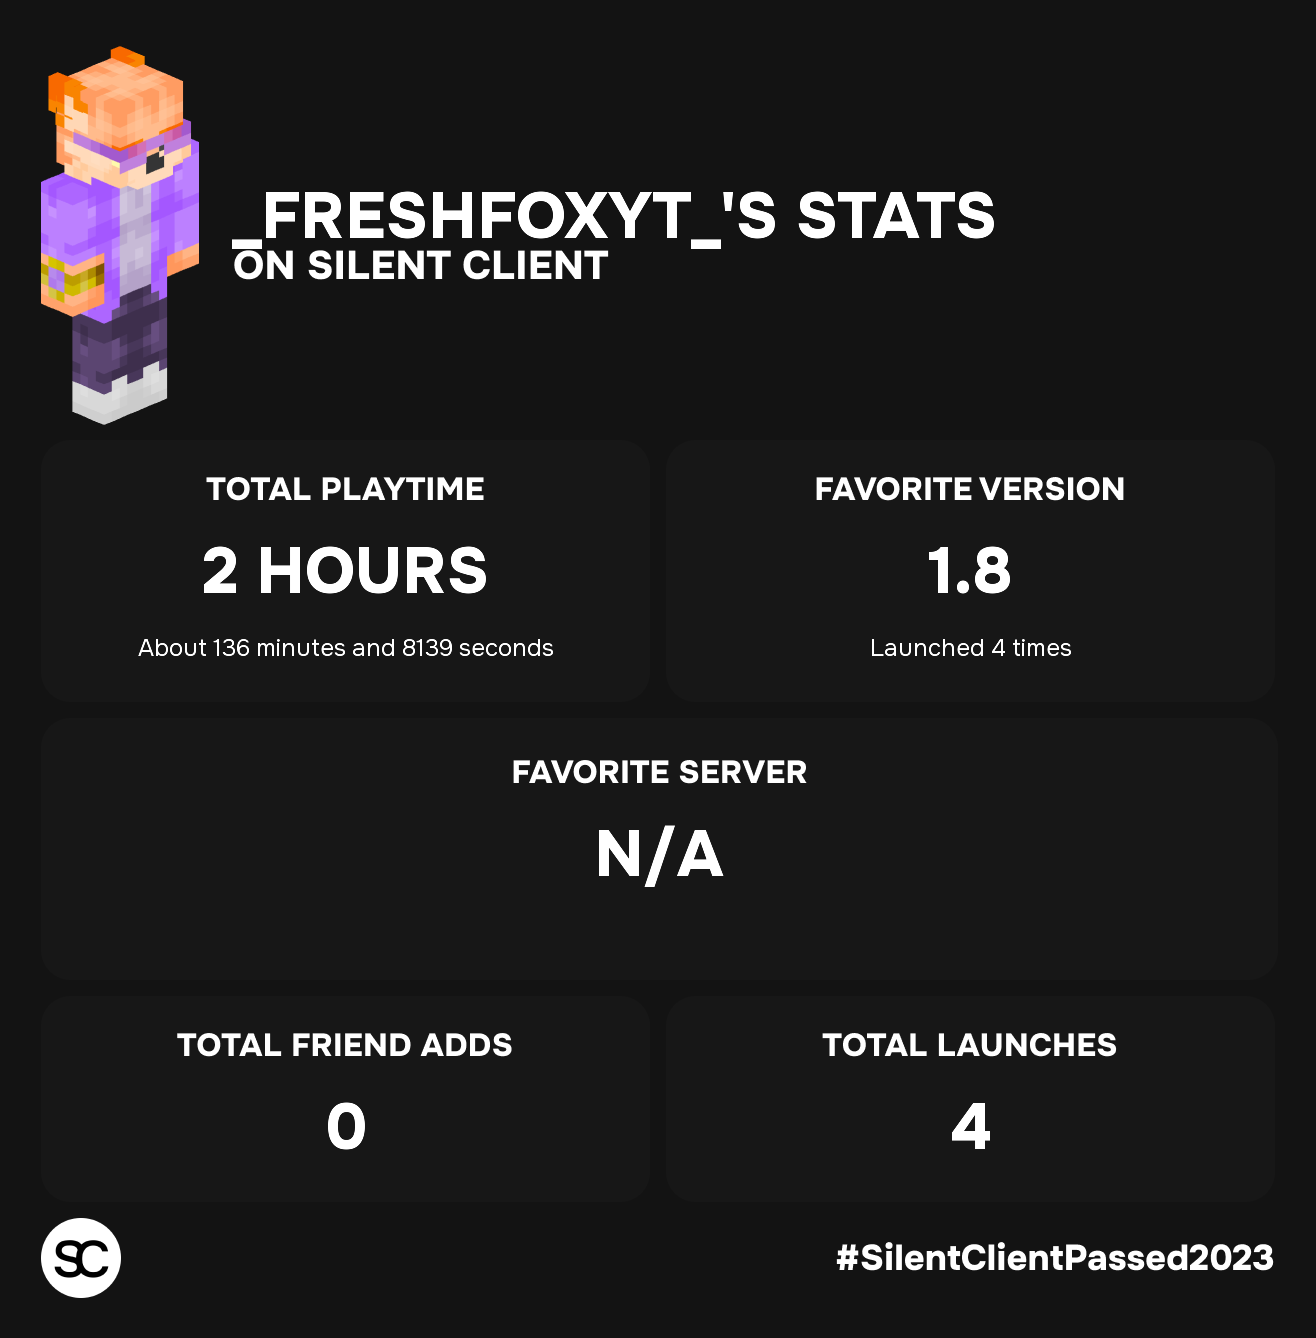 _FRESHFOXYT_'S STATS
ON SILENT CLIENT
TOTAL PLAYTIME
2 HOURS
About 136 minutes and 8139 seconds
FAVORITE VERSION
1.8
Launched 4 times
FAVORITE SERVER
N/A
TOTAL FRIEND ADDS
0
TOTAL LAUNCHES
4
SC
#SilentClientPassed2023